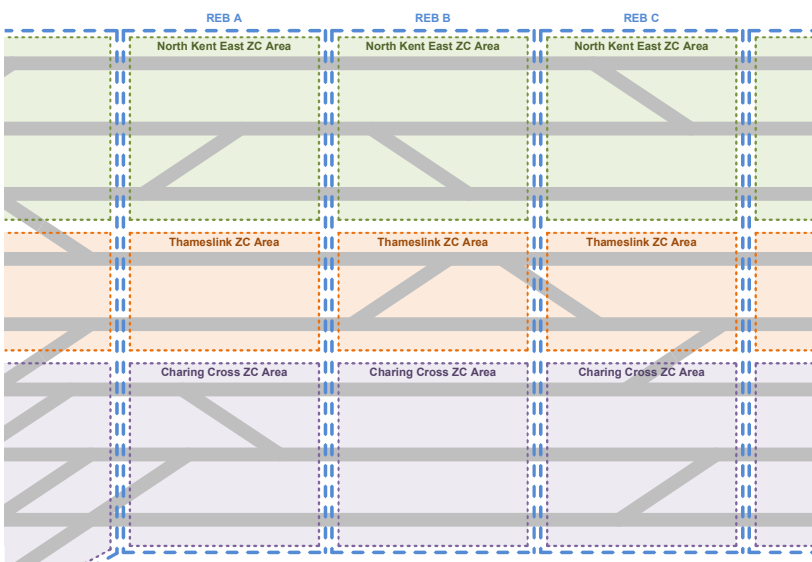 REB A
REB B
REB C
North Kent East ZC Area
North Kent East ZC Area
North Kent East ZC Area
Thameslink ZC Area
Thameslink ZC Area
Thameslink ZC Area
Charing Cross ZC Area
Charing Cross ZC Area
Charing Cross ZC Area